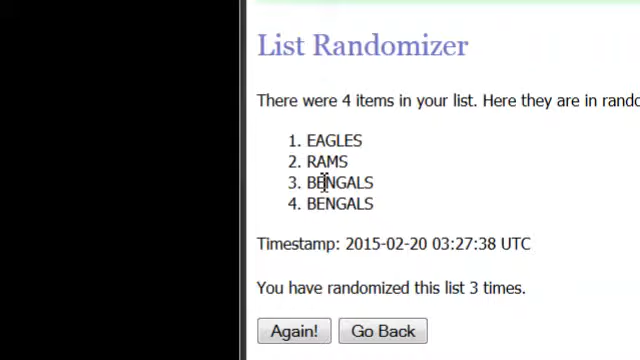 List Randomizer
There were 4 items in your list. Here they are in
1. EAGLES
2. RAMS
3. BENGALS
4. BENGALS
Timestamp: 2015-02-20 03:27:38 UTC
You have randomized this list 3 times.
Again! Go Back